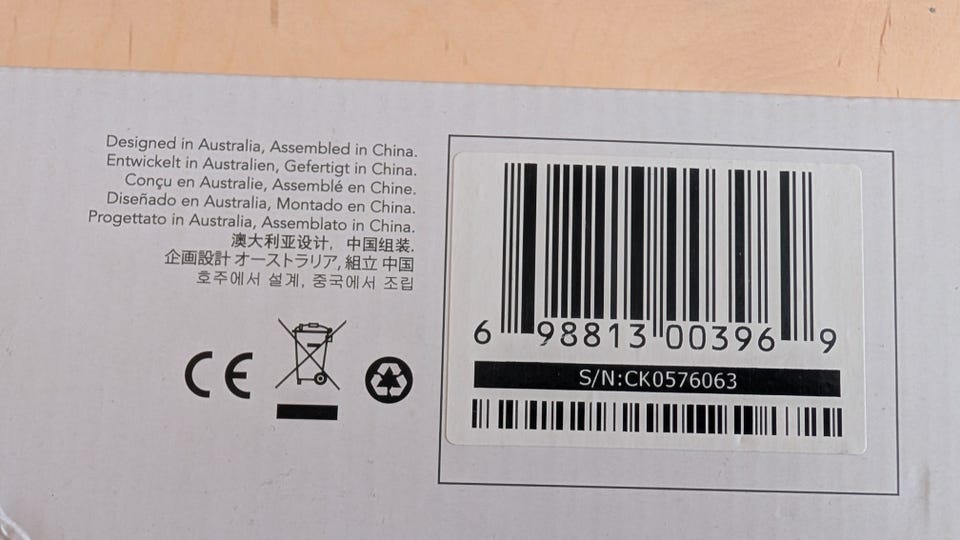 Designed in Australia, Assembled in China.
Entwickelt in Australien, Gefertigt in China.
Conçu en Australie, Assemblé en Chine.
Diseñado en Australia, Montado en China.
Progettato in Australia, Assemblato in China.
澳大利亚设计，中国组装.
企画設計 オーストラリア, 組立 中国
호주에서 설계, 중국에서 조립
CE
6 98813 00396 9
S/N:CK0576063